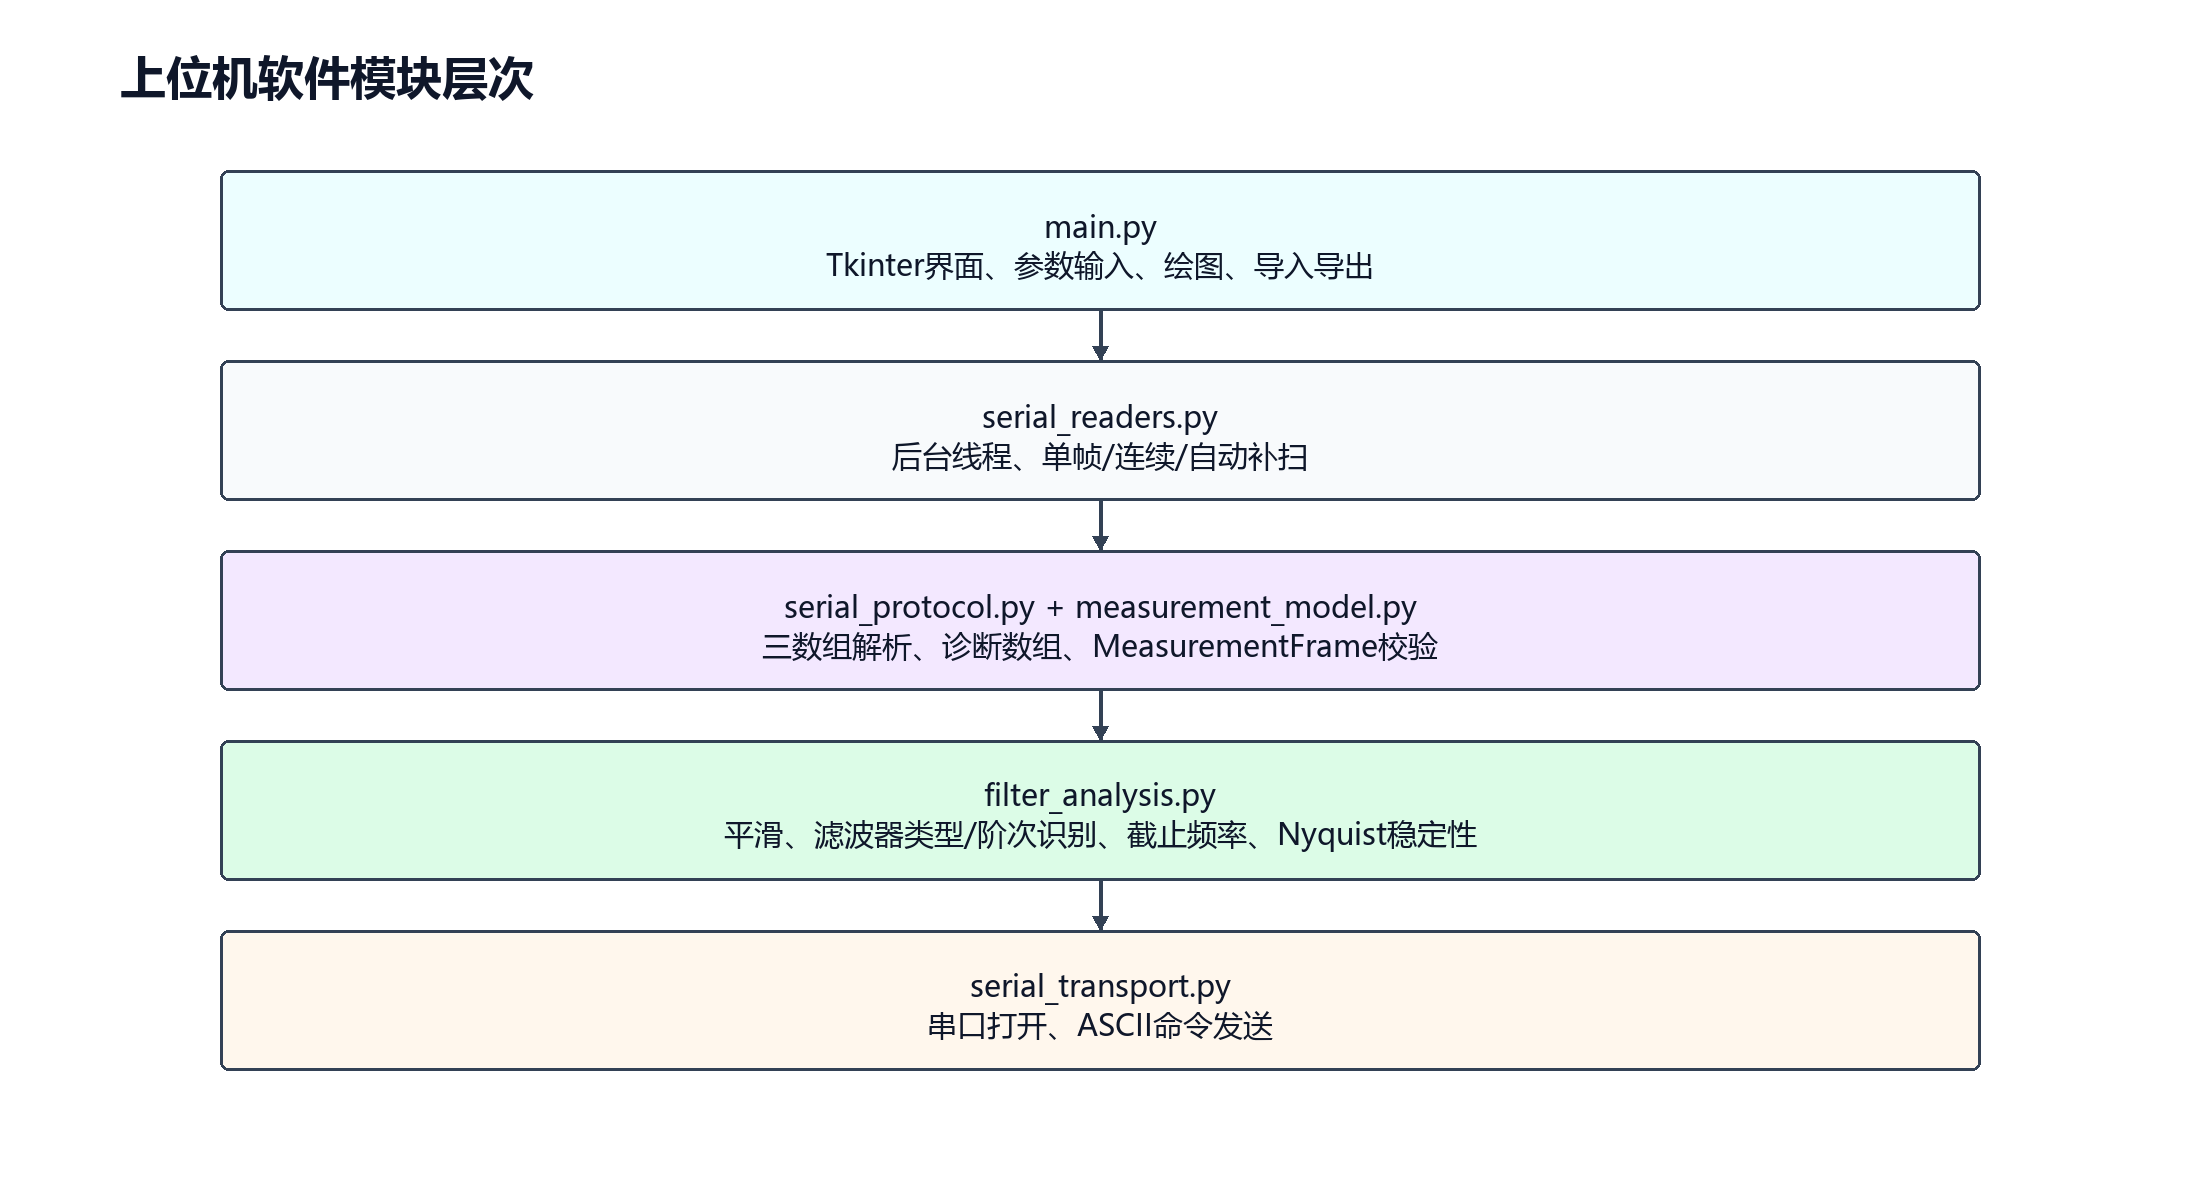 上位机软件模块层次
main.py
Tkinter界面、参数输入、绘图、导入导出
serial_readers.py
后台线程、单帧/连续/自动补扫
serial_protocol.py + measurement_model.py
三数组解析、诊断数组、MeasurementFrame校验
filter_analysis.py
平滑、滤波器类型/阶次识别、截止频率、Nyquist稳定性
serial_transport.py
串口打开、ASCII命令发送